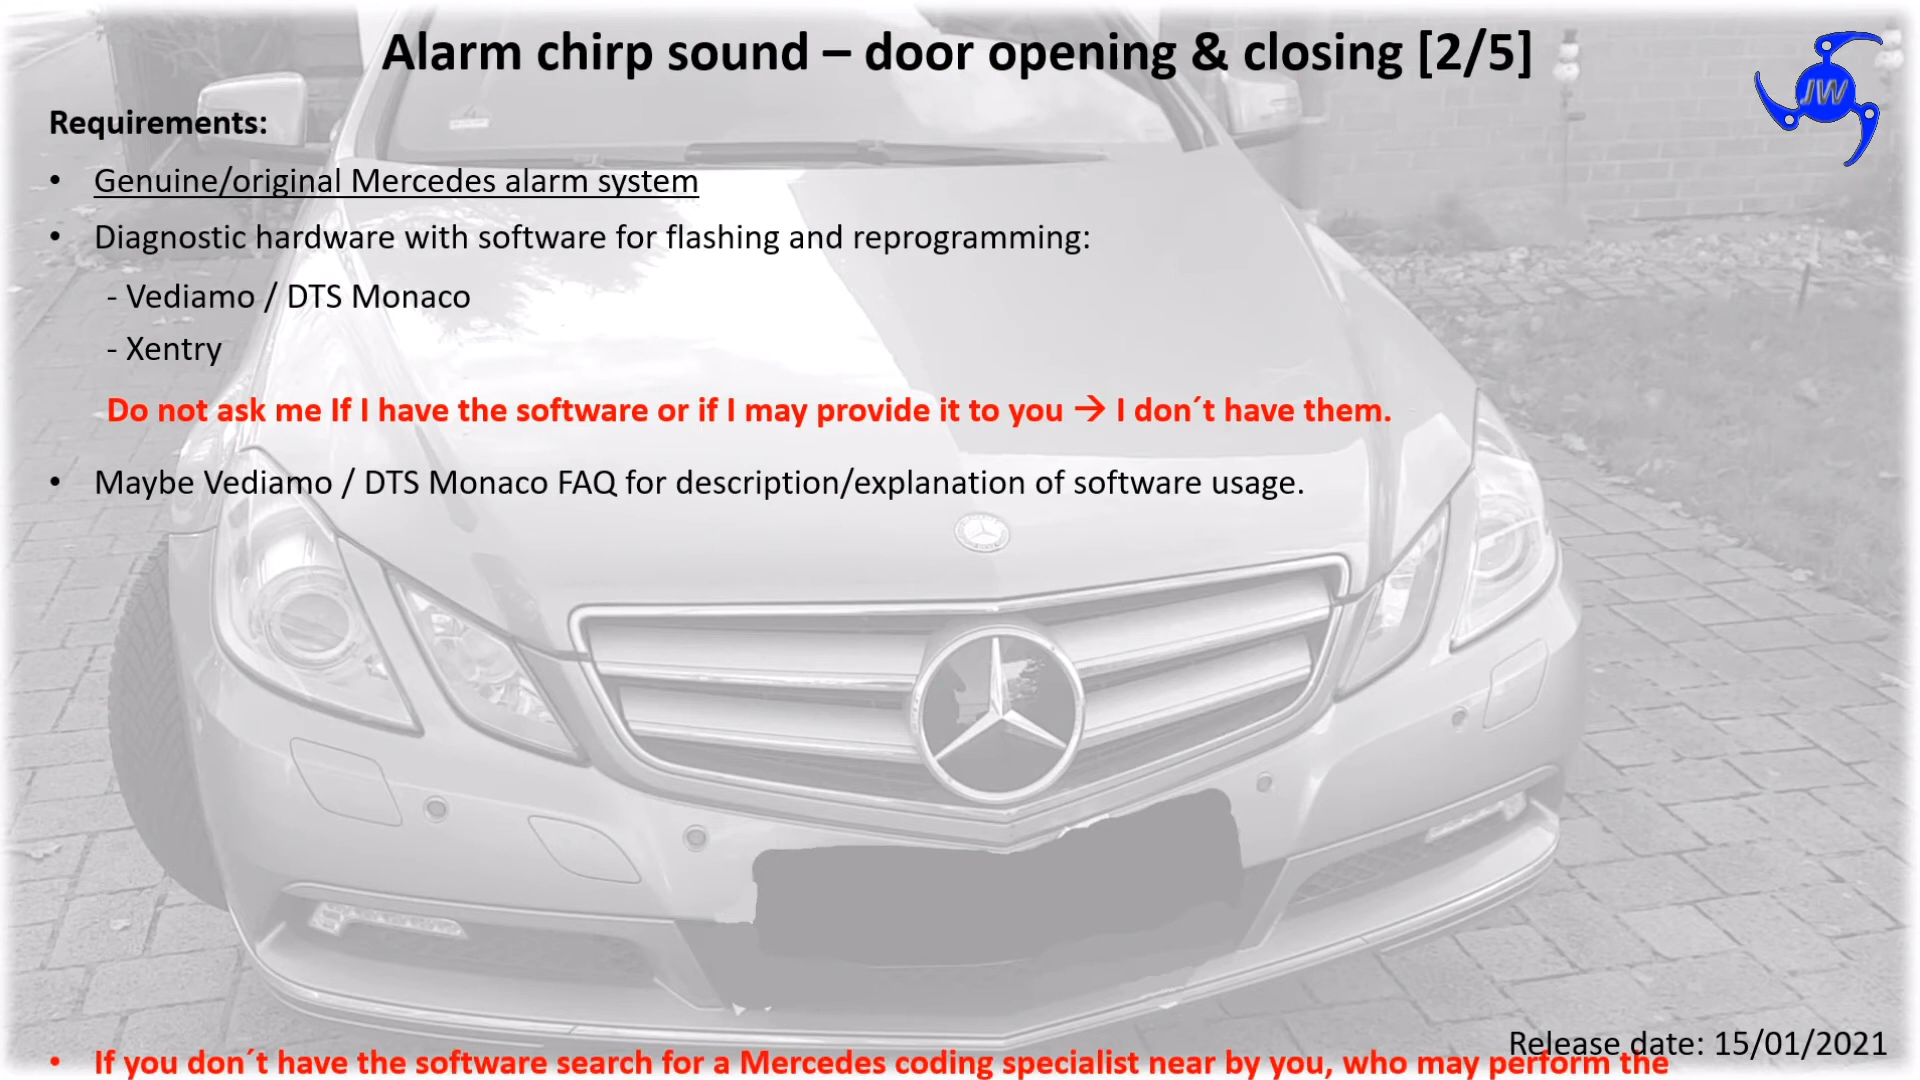 Alarm chirp sound – door opening & closing [2/5]
JW
Requirements:
• Genuine/original Mercedes alarm system
• Diagnostic hardware with software for flashing and reprogramming:
- Vediamo / DTS Monaco
- Xentry
Do not ask me If I have the software or if I may provide it to you → I don´t have them.
• Maybe Vediamo / DTS Monaco FAQ for description/explanation of software usage.
Release date: 15/01/2021
• If you don´t have the software search for a Mercedes coding specialist near by you, who may perform the